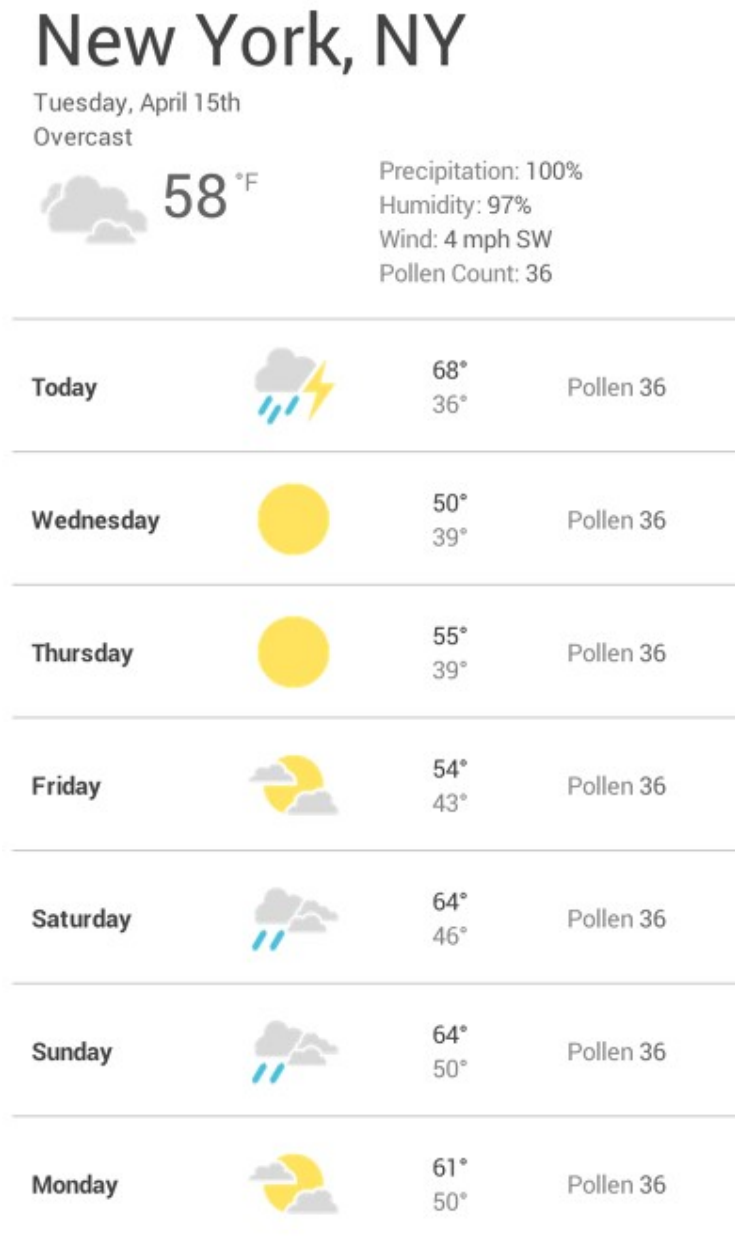 New York, NY
Tuesday, April 15th
Overcast
58 °F
Precipitation: 100%
Humidity: 97%
Wind: 4 mph SW
Pollen Count: 36
Today 68° Pollen 36
36°
Wednesday 50° Pollen 36
39°
Thursday 55° Pollen 36
39°
Friday 54° Pollen 36
43°
Saturday 64° Pollen 36
46°
Sunday 64° Pollen 36
50°
Monday 61° Pollen 36
50°